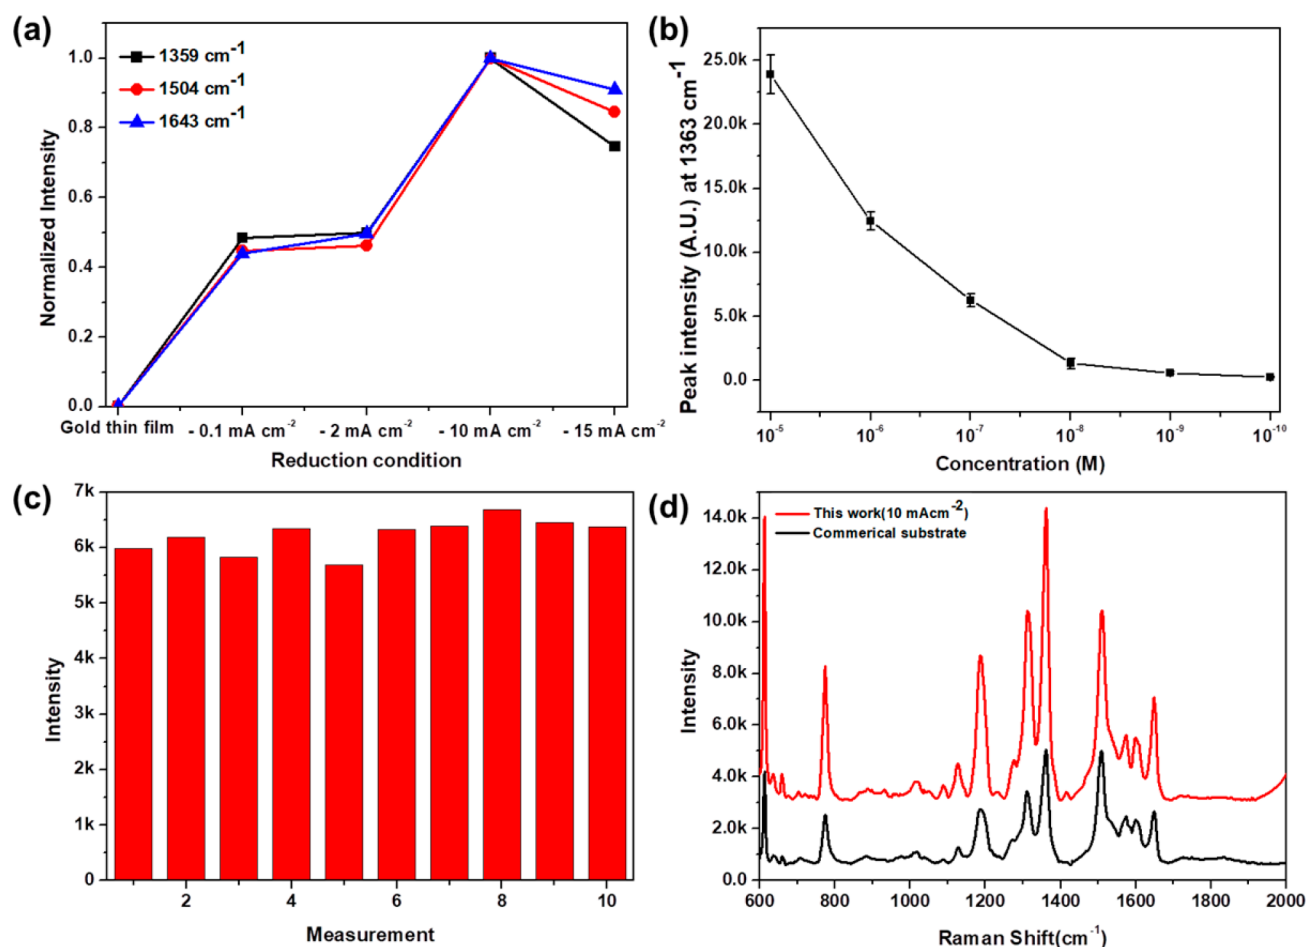 (a)
1359 cm⁻¹
1504 cm⁻¹
1643 cm⁻¹
Normalized Intensity
1.0
0.8
0.6
0.4
0.2
0.0
Gold thin film
- 0.1 mA cm⁻²
- 2 mA cm⁻²
- 10 mA cm⁻²
- 15 mA cm⁻²
Reduction condition
(b)
Peak intensity (A.U.) at 1363 cm⁻¹
25.0k
20.0k
15.0k
10.0k
5.0k
0.0
10⁻⁵
10⁻⁶
10⁻⁷
10⁻⁸
10⁻⁹
10⁻¹⁰
Concentration (M)
(c)
Intensity
7k
6k
5k
4k
3k
2k
1k
0
2
4
6
8
10
Measurement
(d)
This work(10 mAcm⁻²)
Commerical substrate
Intensity
14.0k
12.0k
10.0k
8.0k
6.0k
4.0k
2.0k
0.0
600
800
1000
1200
1400
1600
1800
2000
Raman Shift(cm⁻¹)